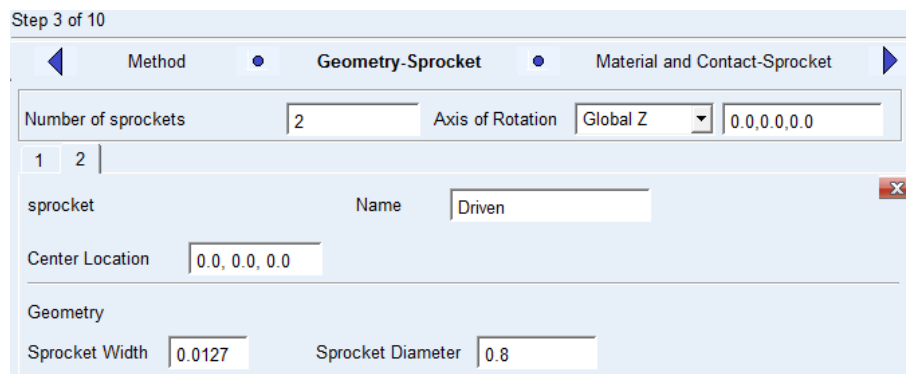 Step 3 of 10
Method Geometry-Sprocket Material and Contact-Sprocket
Number of sprockets 2 Axis of Rotation Global Z 0.0,0.0,0.0
1 2
sprocket Name Driven
Center Location 0.0, 0.0, 0.0
Geometry
Sprocket Width 0.0127 Sprocket Diameter 0.8